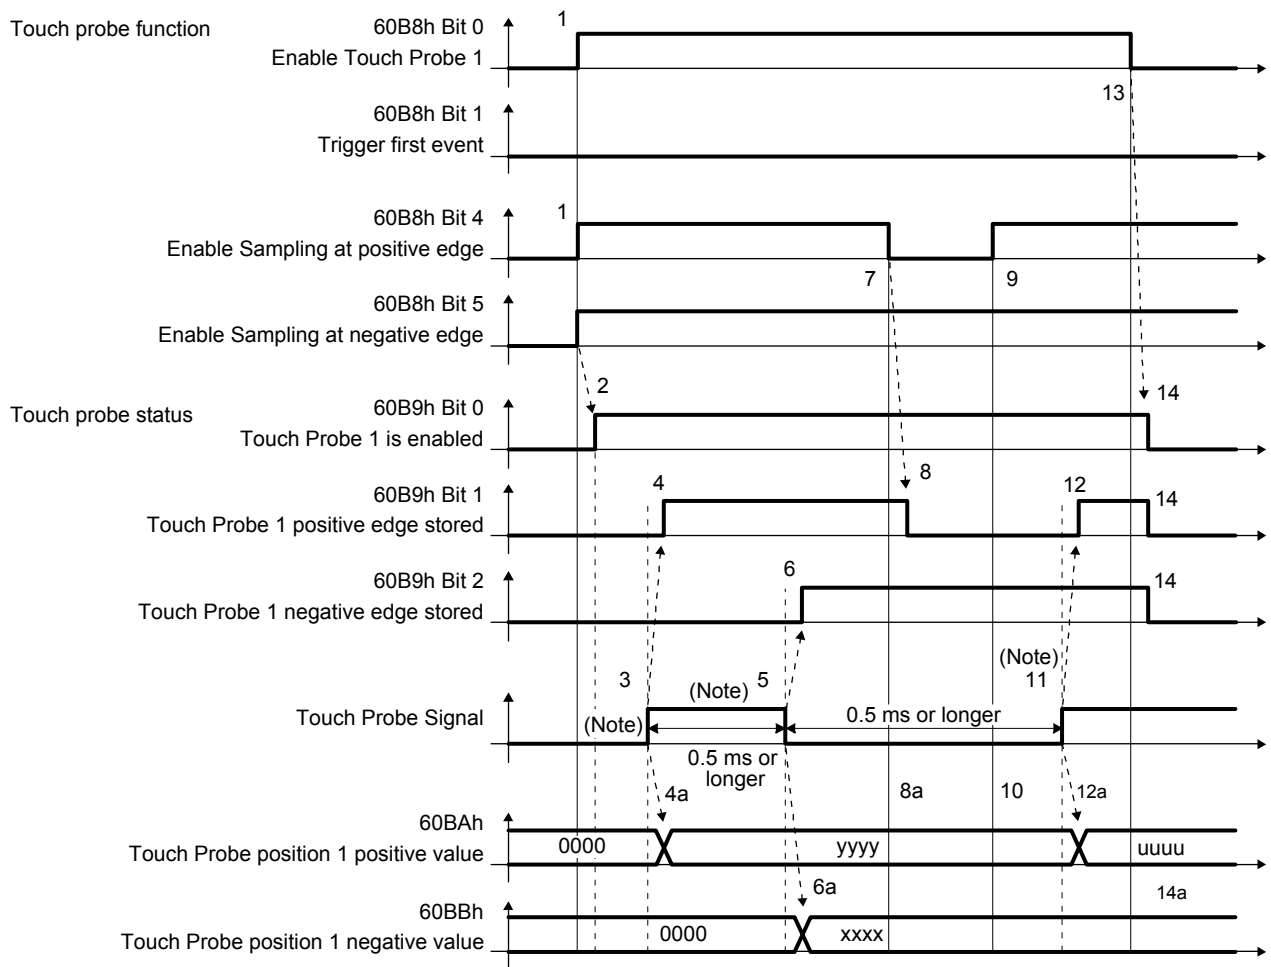 Touch probe function
60B8h Bit 0
Enable Touch Probe 1
1
13
60B8h Bit 1
Trigger first event
60B8h Bit 4
Enable Sampling at positive edge
1
7
9
60B8h Bit 5
Enable Sampling at negative edge
2
Touch probe status
60B9h Bit 0
Touch Probe 1 is enabled
14
60B9h Bit 1
Touch Probe 1 positive edge stored
4
8
12
14
60B9h Bit 2
Touch Probe 1 negative edge stored
6
14
Touch Probe Signal
(Note)
3
(Note)
5
0.5 ms or
longer
0.5 ms or longer
(Note)
11
4a
8a
10
12a
60BAh
Touch Probe position 1 positive value
0000
yyyy
uuuu
6a
14a
60BBh
Touch Probe position 1 negative value
0000
xxxx